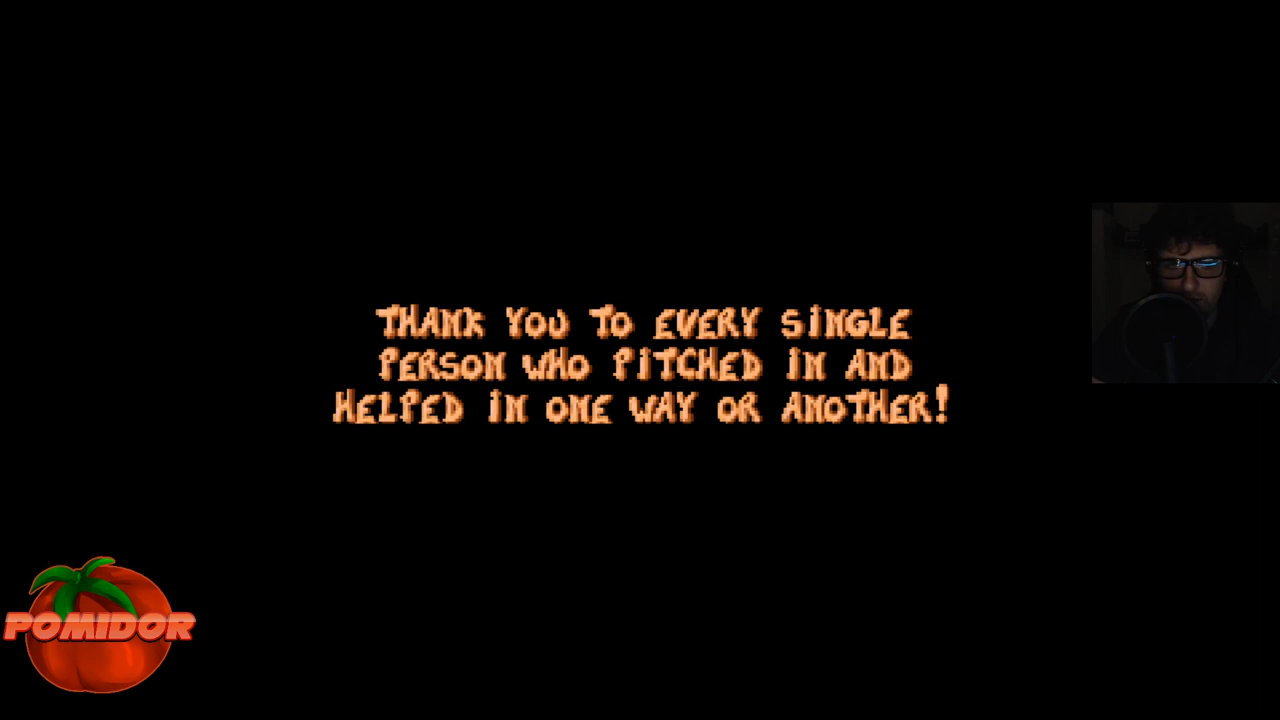 THANK YOU TO EVERY SINGLE
PERSON WHO PITCHED IN AND
HELPED IN ONE WAY OR ANOTHER!
POMIDOR